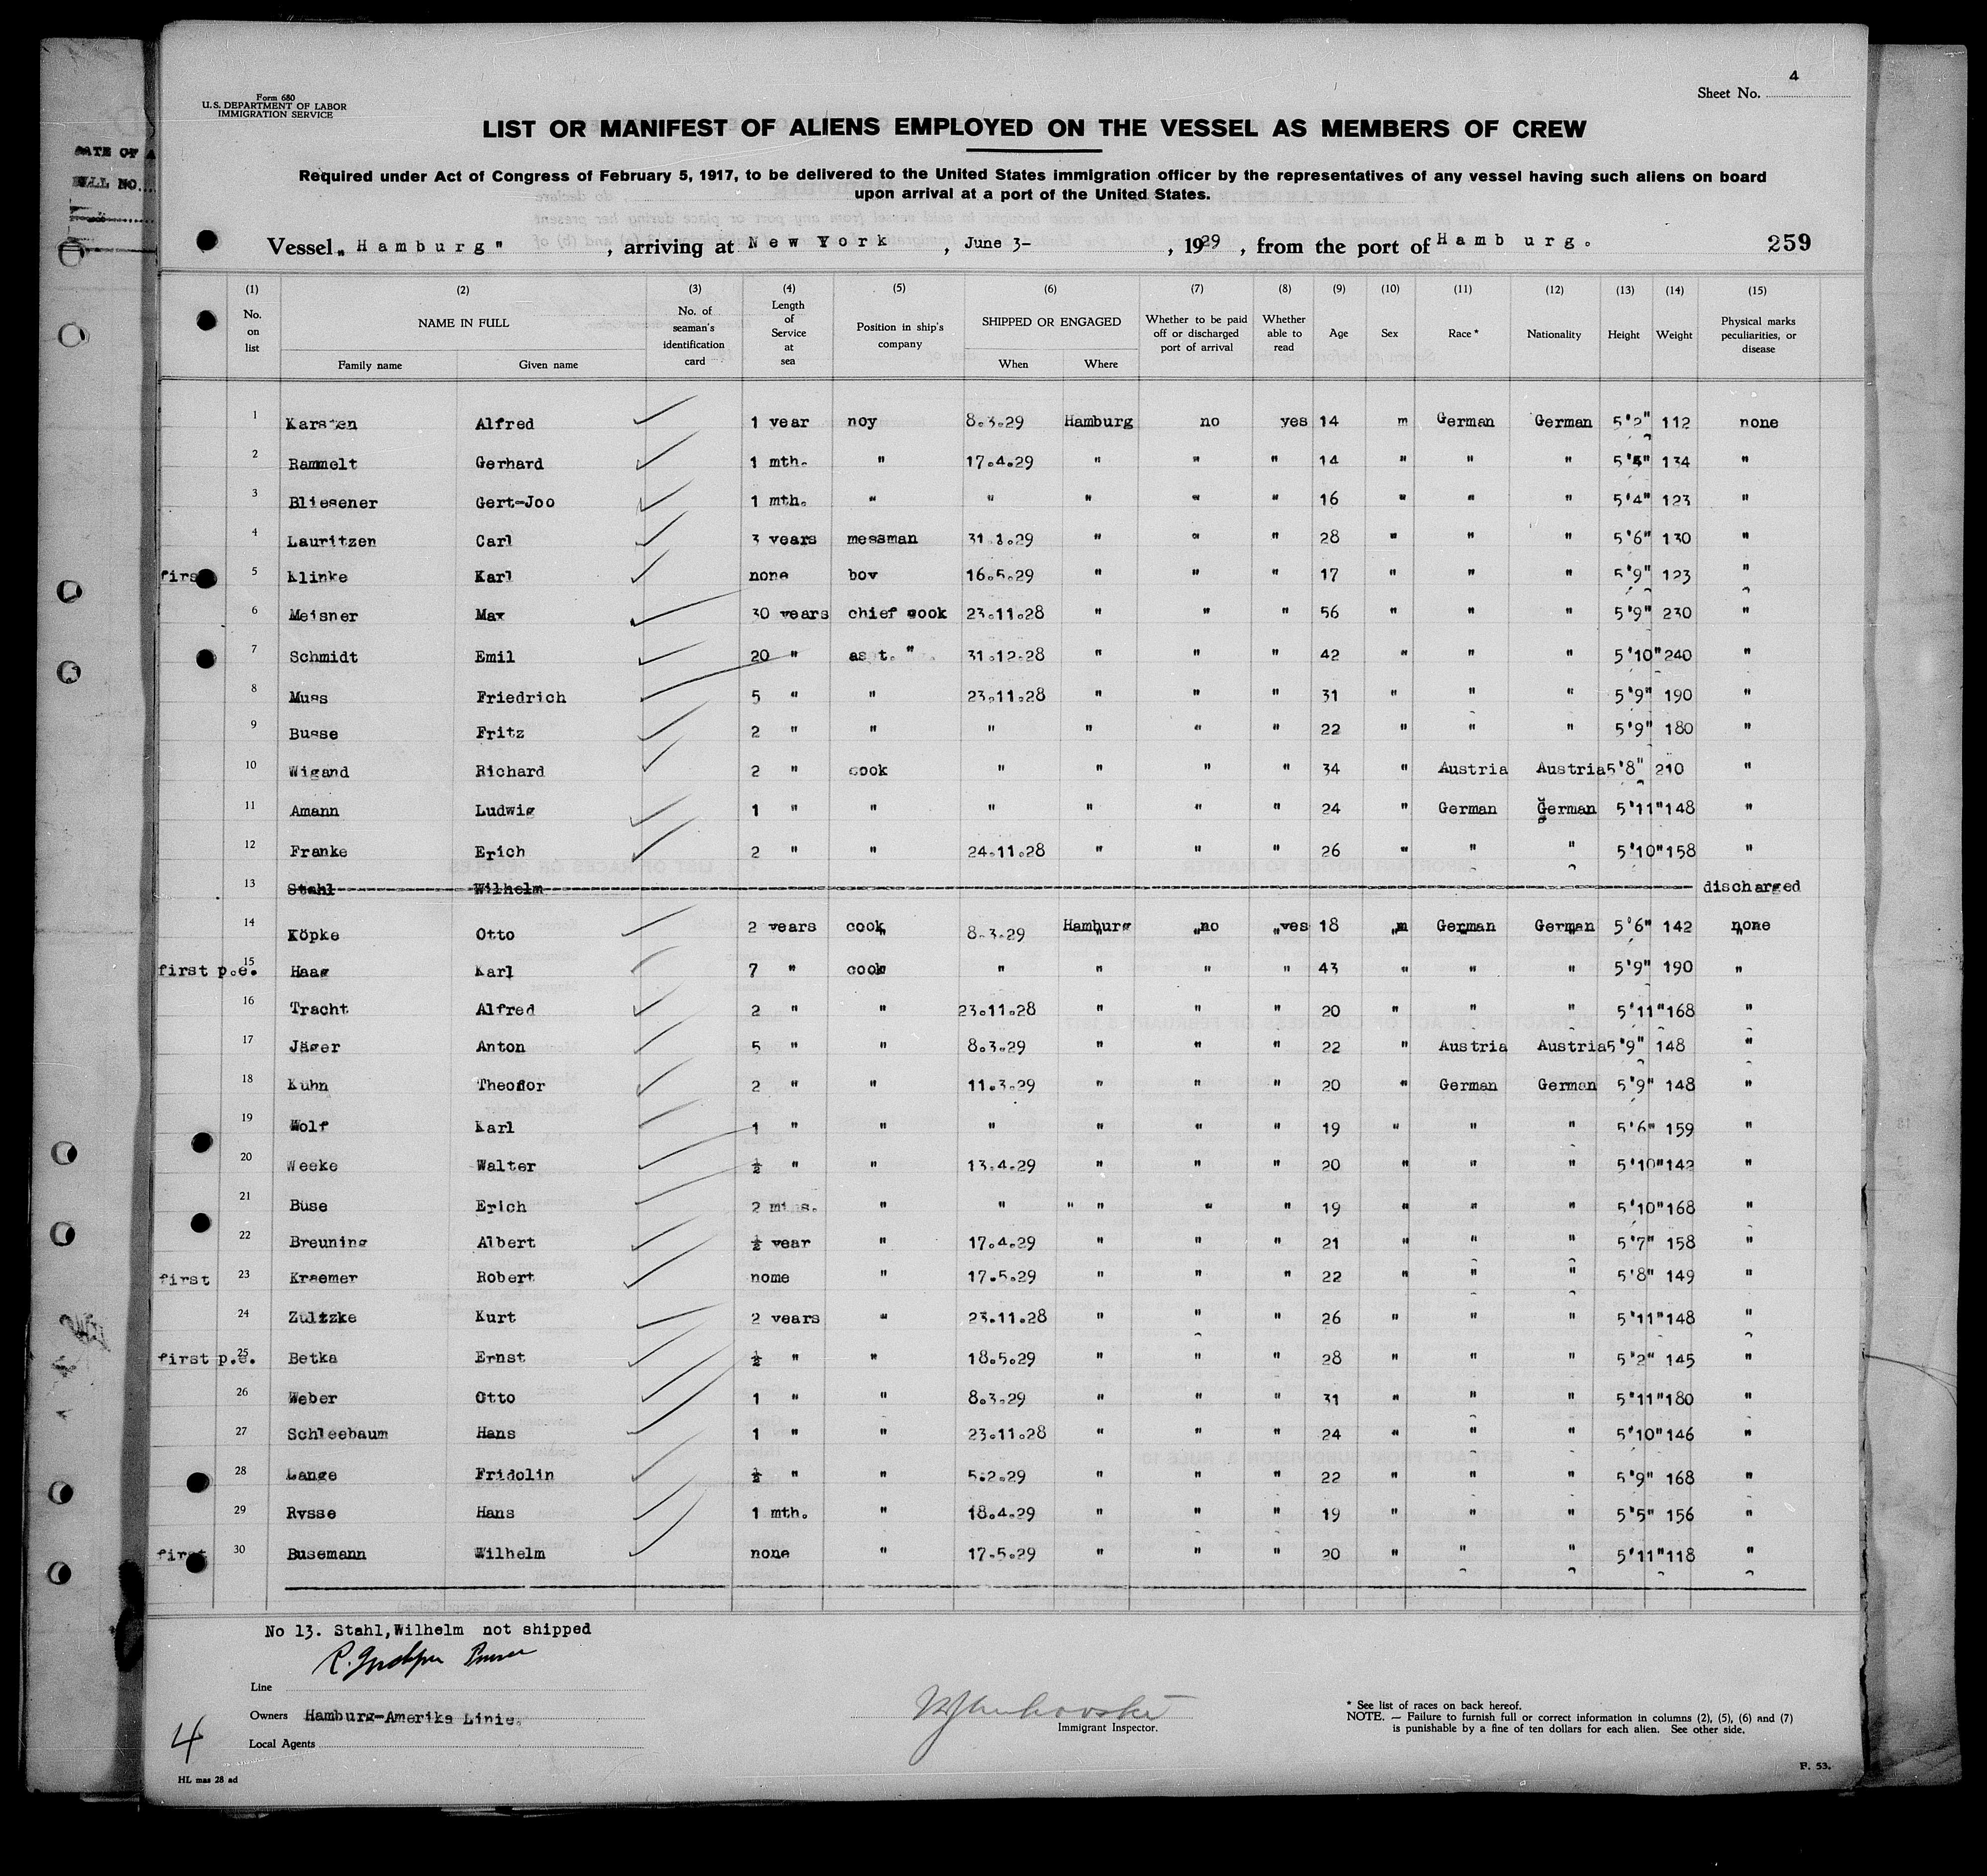 4
Sheet No.
Form 680
U.S. DEPARTMENT OF LABOR
IMMIGRATION SERVICE
LIST OR MANIFEST OF ALIENS EMPLOYED ON THE VESSEL AS MEMBERS OF CREW
Required under Act of Congress of February 5, 1917, to be delivered to the United States immigration officer by the representatives of any vessel having such aliens on board
upon arrival at a port of the United States.
Vessel „Hamburg" , arriving at New York , June 3- , 1929 , from the port of Hamburg. 259
(1) No. on list (2) NAME IN FULL Family name Given name (3) No. of seaman's identification card (4) Length of Service at sea (5) Position in ship's company (6) SHIPPED OR ENGAGED When Where (7) Whether to be paid off or discharged port of arrival (8) Whether able to read (9) Age (10) Sex (11) Race* (12) Nationality (13) Height (14) Weight (15) Physical marks peculiarities, or disease
1 Karsten Alfred 1 year noy 8.3.29 Hamburg no yes 14 m German German 5'2" 112 none
2 Rammelt Gerhard 1 mth. " 17.4.29 " " " 14 " " " 134 "
3 Bliesener Gert-Joo 1 mth. " " " " " 16 " " " 5'4" 123 "
4 Lauritzen Carl 3 years messman 31.1.29 " " " 28 " " " 5'6" 130 "
first 5 Klinke Karl none boy 16.5.29 " " " 17 " " " 5'9" 123 "
6 Meisner Max 30 years chief cook 23.11.28 " " " 56 " " " 5'9" 230 "
7 Schmidt Emil 20 " as t. " 31.12.28 " " " 42 " " " 5'10" 240 "
8 Muss Friedrich 5 " " 23.11.28 " " " 31 " " " 5'9" 190 "
9 Busse Fritz 2 " " " " " " 22 " " " 5'9" 180 "
10 Wigand Richard 2 " cook " " " " 34 " Austria Austria 5'8" 210 "
11 Amann Ludwig 1 " " " " " " 24 " German German 5'11" 148 "
12 Franke Erich 2 " " 24.11.28 " " " 26 " " " 5'10" 158 "
13 Stahl Wilhelm discharged
14 Köpke Otto 2 years cook 8.3.29 Hamburg no yes 18 m German German 5'6" 142 none
first p.e. 15 Haag Karl 7 " cook " " " " 43 " " " 5'9" 190 "
16 Tracht Alfred 2 " " 23.11.28 " " " 20 " " " 5'11" 168 "
17 Jäger Anton 5 " " 8.3.29 " " " 22 " Austria Austria 5'9" 148 "
18 Kuhn Theodor 2 " " 11.3.29 " " " 20 " German German 5'9" 148 "
19 Wolf Karl 1 " " " " " " 19 " " " 5'6" 159 "
20 Weeke Walter ½ " " 13.4.29 " " " 20 " " " 5'10" 142 "
21 Buse Erich 2 " " " " " " 19 " " " 5'10" 168 "
22 Breuning Albert ½ year " 17.4.29 " " " 21 " " " 5'7" 158 "
first 23 Kraemer Robert nome " 17.5.29 " " " 22 " " " 5'8" 149 "
24 Zultzke Kurt 2 years " 23.11.28 " " " 26 " " " 5'11" 148 "
first p.e. 25 Betka Ernst ½ " " 18.5.29 " " " 28 " " " 5'2" 145 "
26 Weber Otto 1 " " 8.3.29 " " " 31 " " " 5'11" 180 "
27 Schleebaum Hans 1 " " 23.11.28 " " " 24 " " " 5'10" 146 "
28 Lange Fridolin ½ " " 5.2.29 " " " 22 " " " 5'9" 168 "
29 Rysse Hans 1 mth. " 18.4.29 " " " 19 " " " 5'5" 156 "
first 30 Busemann Wilhelm none " 17.5.29 " " " 20 " " " 5'11" 118 "
No 13. Stahl,Wilhelm not shipped
Line
Owners Hamburg-Amerika Linie.
Local Agents
Immigrant Inspector.
* See list of races on back hereof.
NOTE. — Failure to furnish full or correct information in columns (2), (5), (6) and (7)
is punishable by a fine of ten dollars for each alien. See other side.
4
HL mas 28 ad
F. 53.